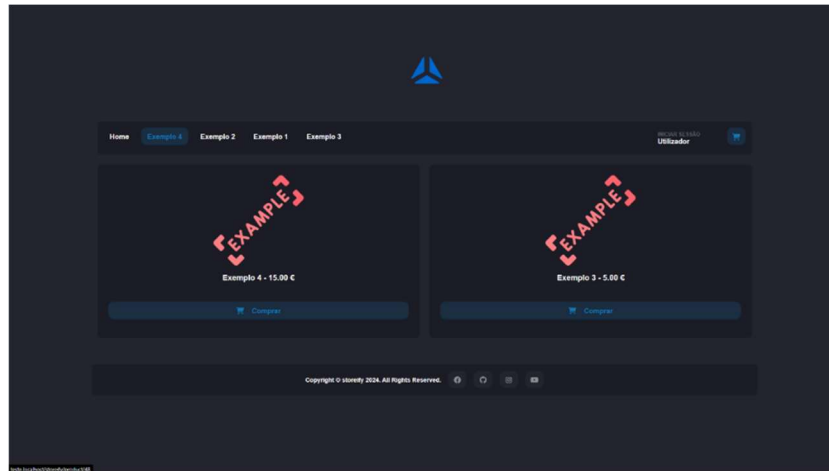 Home Exemplo 4 Exemplo 2 Exemplo 1 Exemplo 3
INICIAR SESSÃO
Utilizador
EXAMPLE
EXAMPLE
Exemplo 4 - 15.00 €
Exemplo 3 - 5.00 €
Comprar
Comprar
Copyright © storeify 2024. All Rights Reserved.